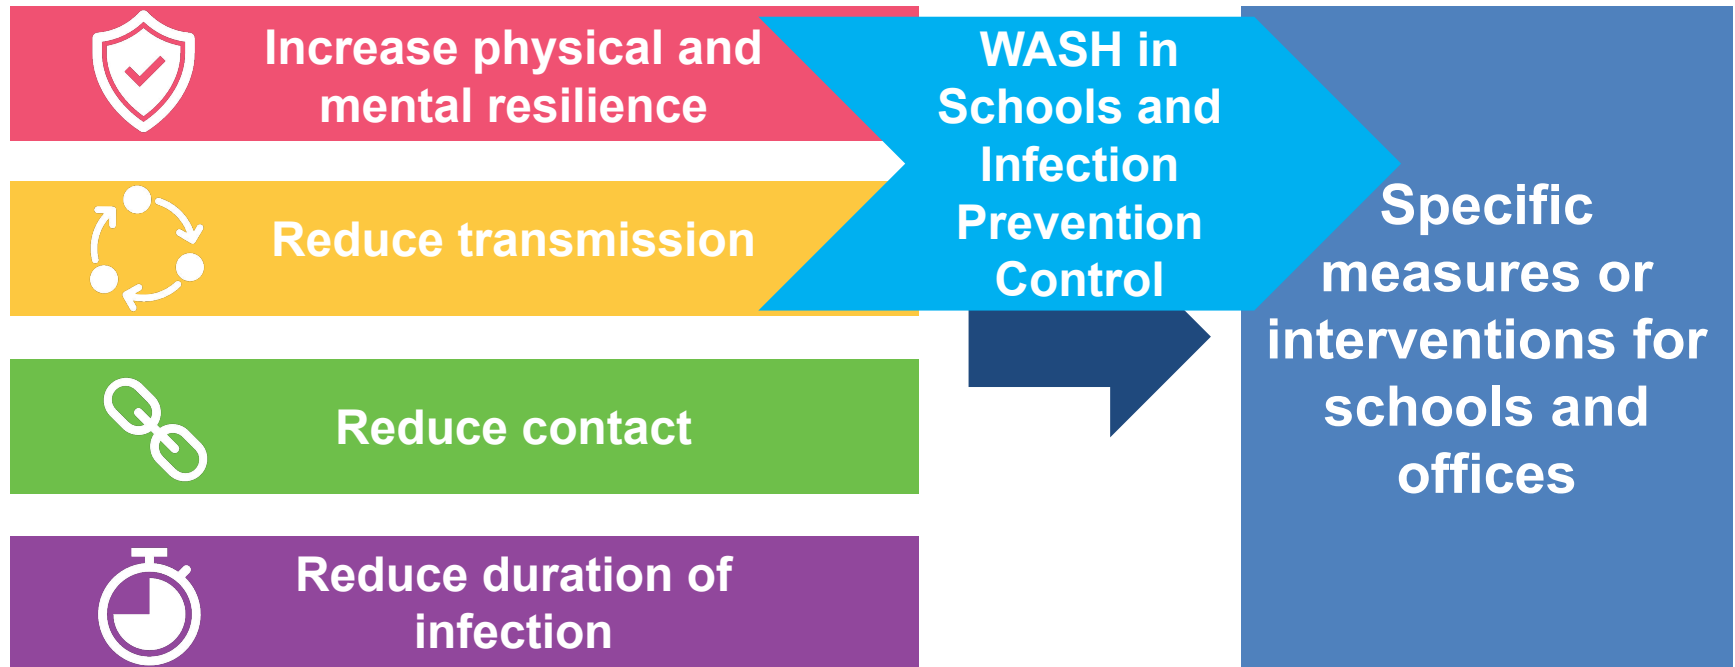 Increase physical and
mental resilience
Reduce transmission
Reduce contact
Reduce duration of
infection
WASH in
Schools and
Infection
Prevention
Control
Specific
measures or
interventions for
schools and
offices